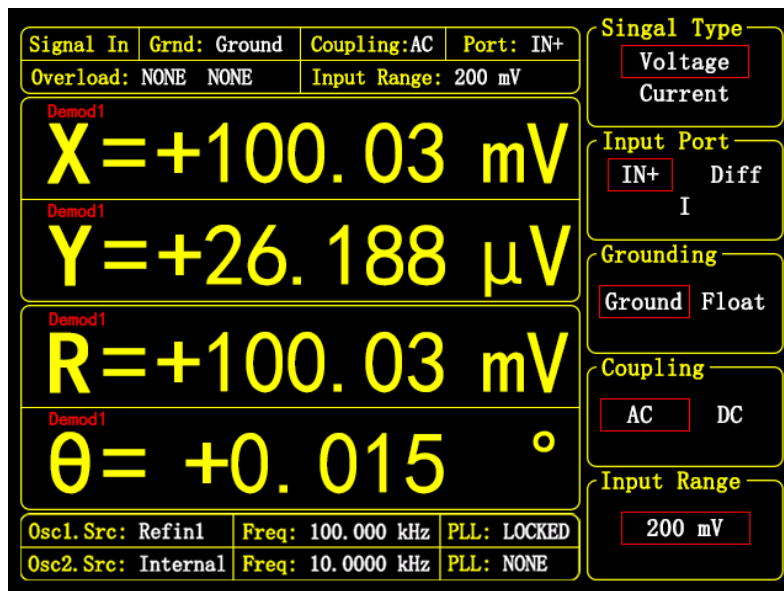 Signal In Grnd: Ground Coupling:AC Port: IN+
Overload: NONE NONE Input Range: 200 mV
Demod1
X=+100.03 mV
Demod1
Y=+26.188 μV
Demod1
R=+100.03 mV
Demod1
θ= +0.015 °
Osc1.Src: Refin1 Freq: 100.000 kHz PLL: LOCKED
Osc2.Src: Internal Freq: 10.0000 kHz PLL: NONE
Singal Type
Voltage
Current
Input Port
IN+ Diff
I
Grounding
Ground Float
Coupling
AC DC
Input Range
200 mV